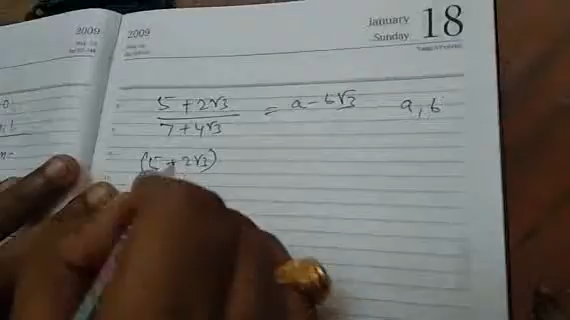 2009
2009
January
Sunday
18
5 + 2√3 / 7 + 4√3 = a - b√3 a, b
(5 + 2√3)